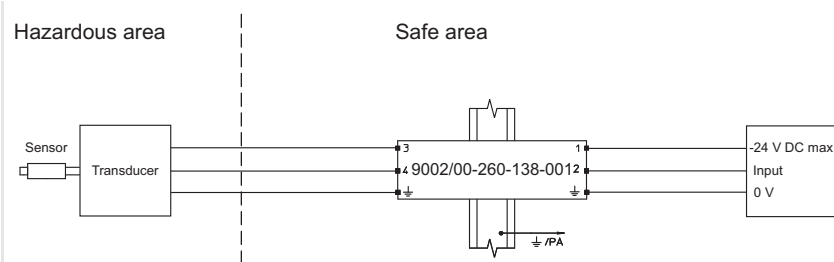 Hazardous area
Safe area
Sensor
Transducer
3
1
-24 V DC max
4
9002/00-260-138-001
2
Input
0 V
/PA